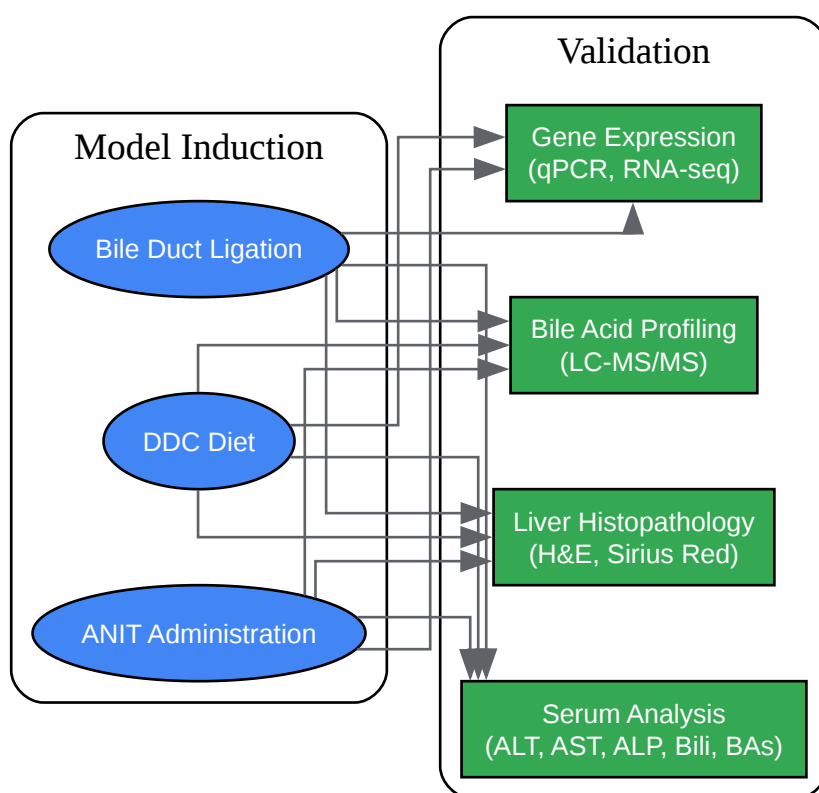 Model Induction
Bile Duct Ligation
DDC Diet
ANIT Administration
Validation
Gene Expression
(qPCR, RNA-seq)
Bile Acid Profiling
(LC-MS/MS)
Liver Histopathology
(H&E, Sirius Red)
Serum Analysis
(ALT, AST, ALP, Bili, BAs)